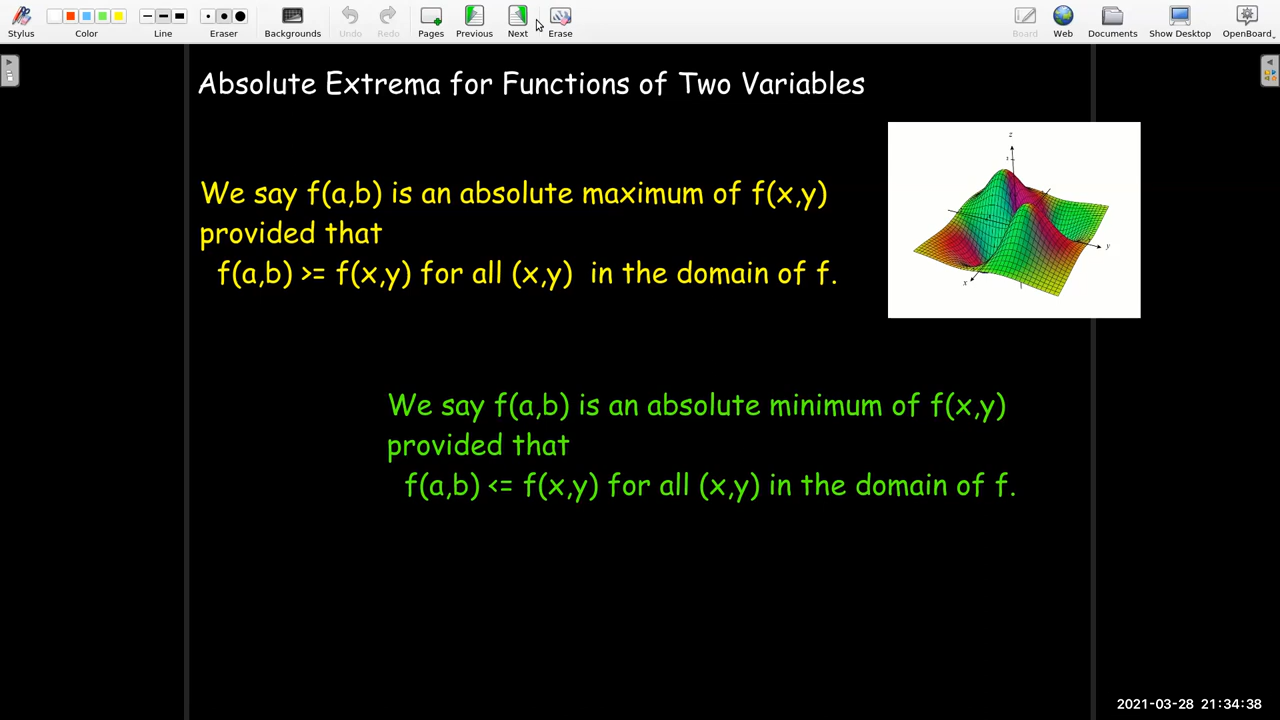 Stylus
Color
Line
Eraser
Backgrounds
Undo
Redo
Pages
Previous
Next
Erase
Board
Web
Documents
Show Desktop
OpenBoard
Absolute Extrema for Functions of Two Variables
We say f(a,b) is an absolute maximum of f(x,y)
provided that
f(a,b) >= f(x,y) for all (x,y) in the domain of f.
z
y
x
We say f(a,b) is an absolute minimum of f(x,y)
provided that
f(a,b) <= f(x,y) for all (x,y) in the domain of f.
2021-03-28 21:34:38